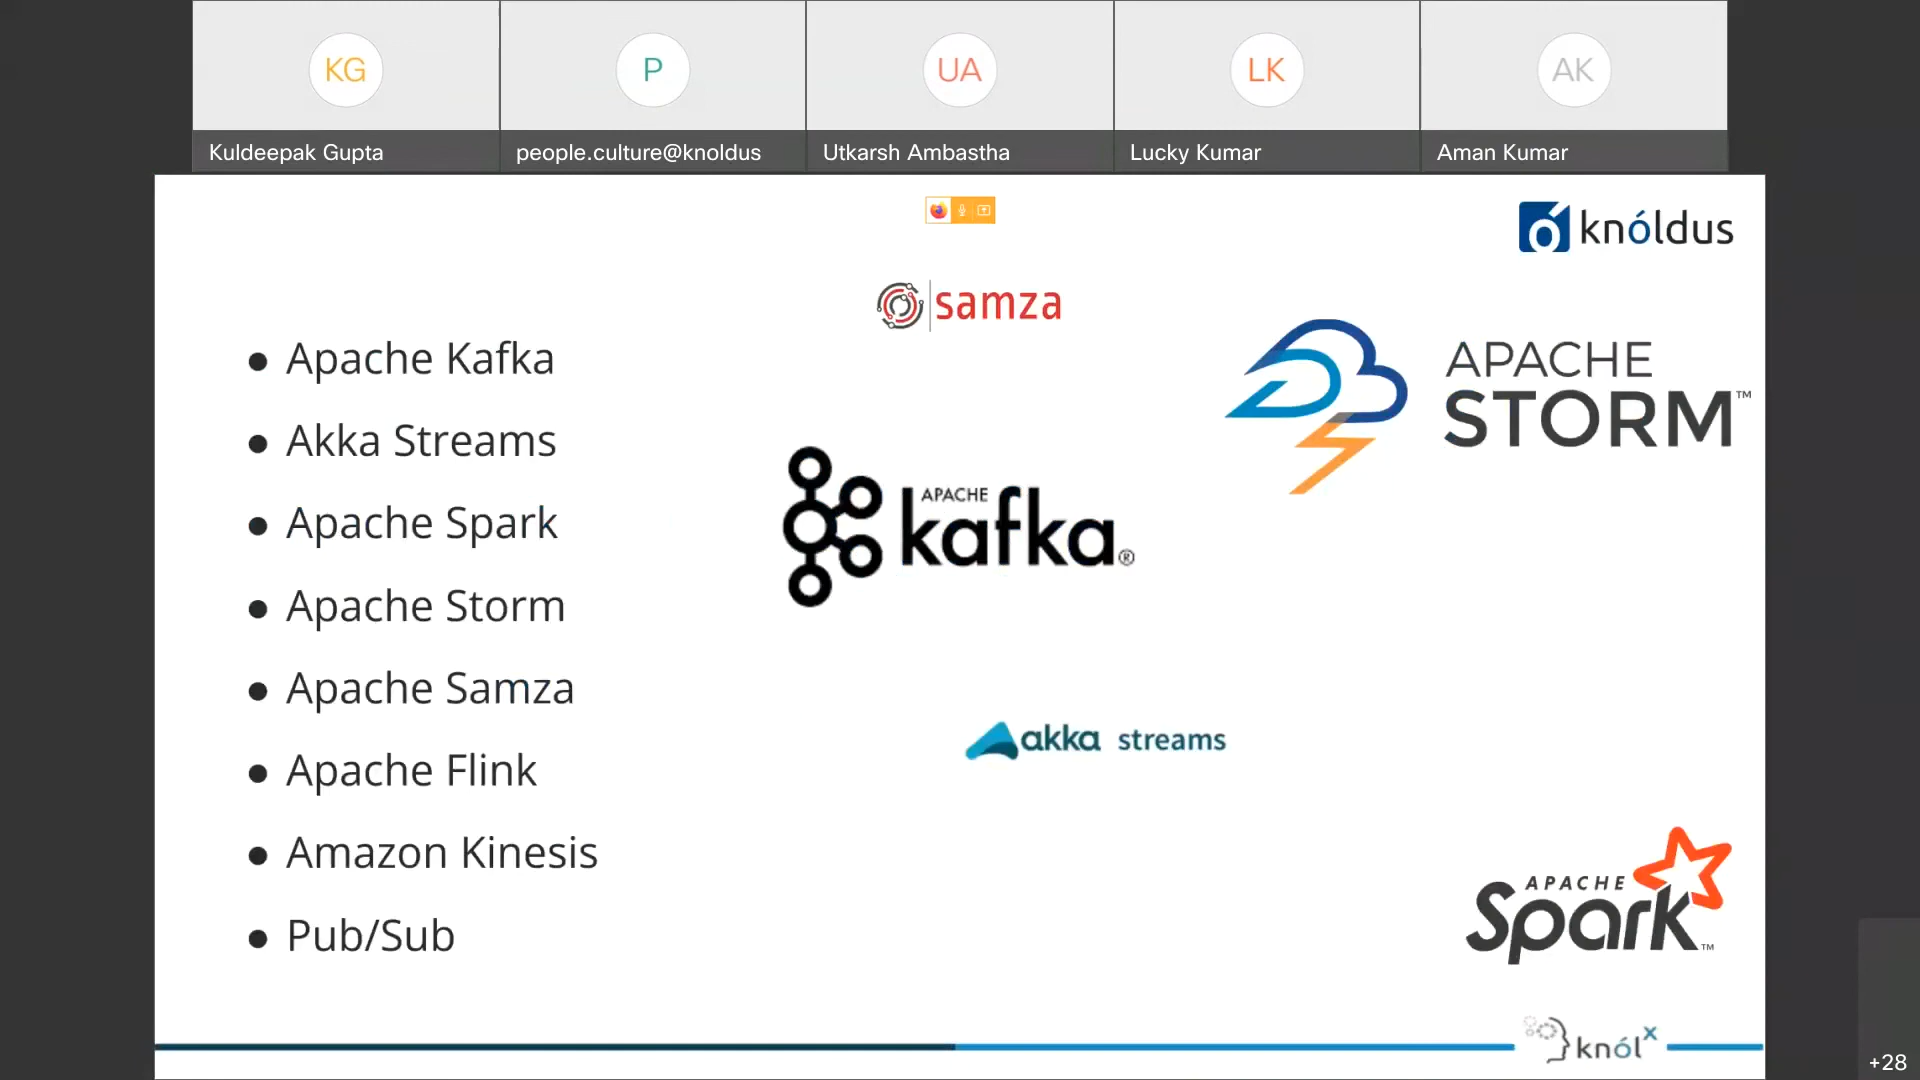 KG
P
UA
LK
AK
Kuldeepak Gupta
people.culture@knoldus
Utkarsh Ambastha
Lucky Kumar
Aman Kumar
knóldus
samza
APACHE
STORM™
● Apache Kafka
● Akka Streams
● Apache Spark
● Apache Storm
● Apache Samza
● Apache Flink
● Amazon Kinesis
● Pub/Sub
APACHE
kafka®
akka streams
APACHE
Spark™
knólx
+28